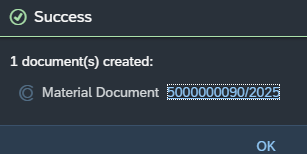 Success
1 document(s) created:
Material Document 5000000090/2025
OK